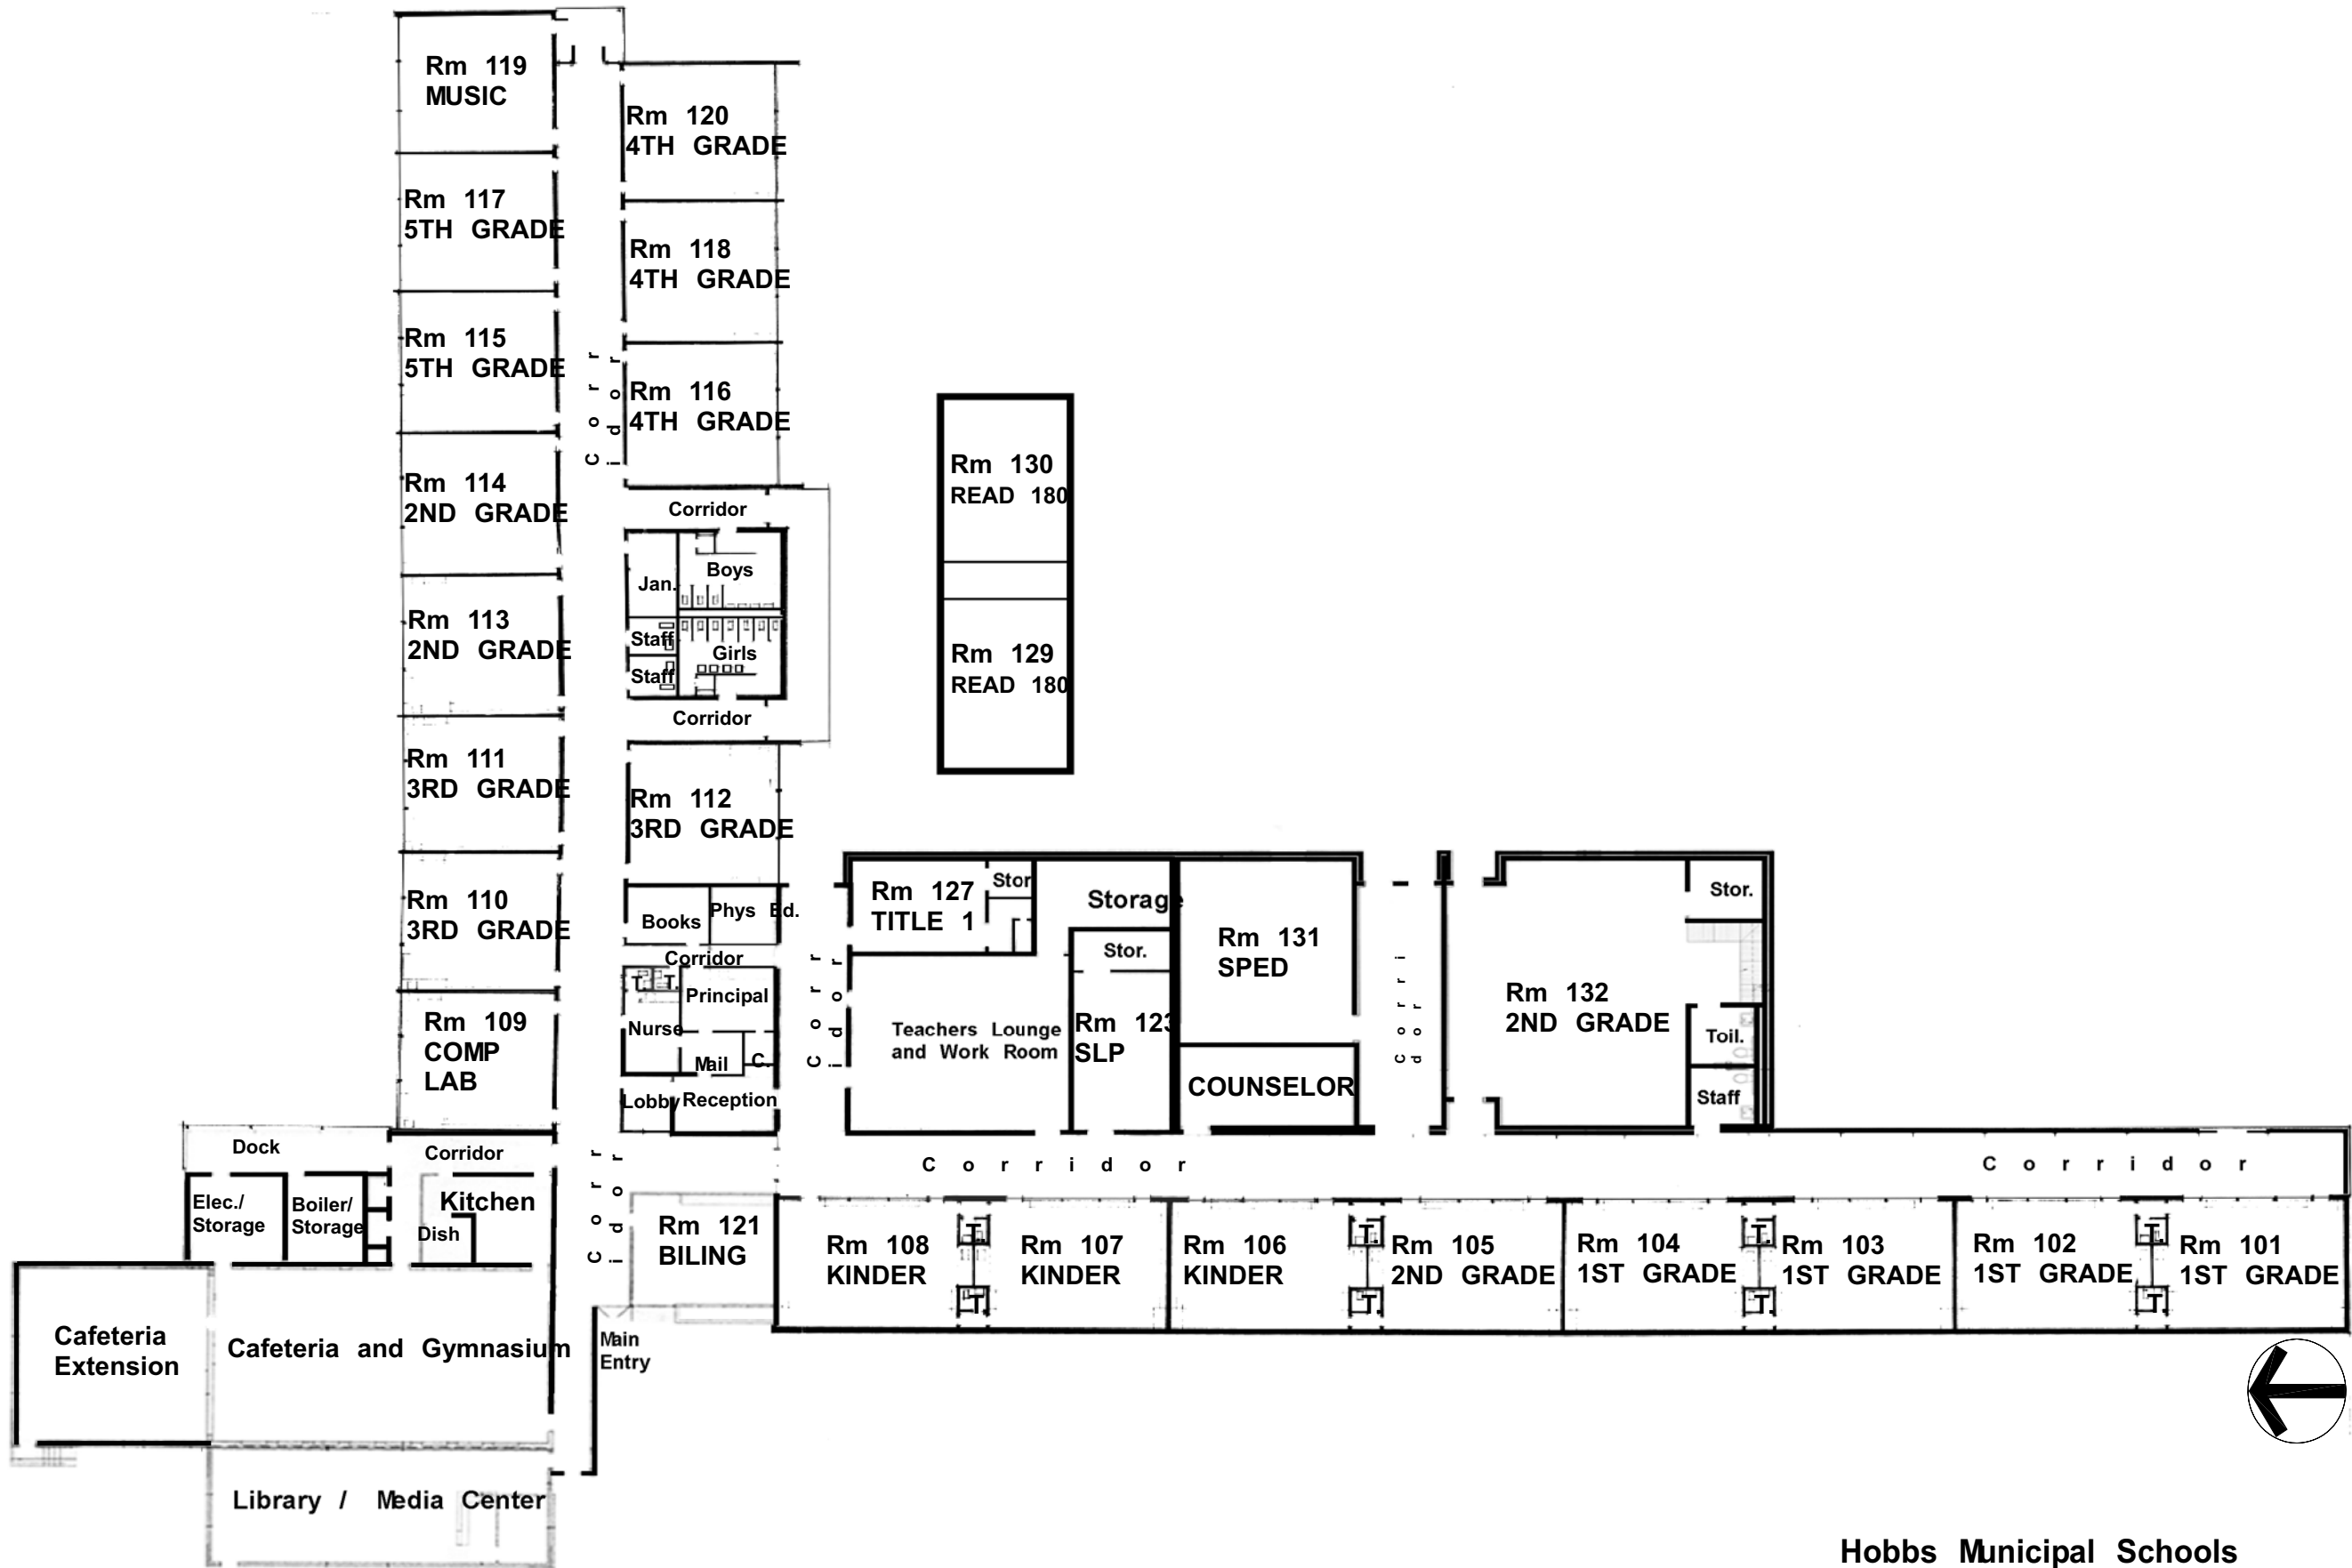 Rm 119
MUSIC
Rm 120
4TH GRADE
Rm 117
5TH GRADE
Rm 118
4TH GRADE
Rm 115
5TH GRADE
Corridor
Rm 116
4TH GRADE
Rm 114
2ND GRADE
Rm 130
READ 180
Corridor
Jan.
Boys
Rm 113
2ND GRADE
Staff
Girls
Staff
Rm 129
READ 180
Corridor
Rm 111
3RD GRADE
Rm 112
3RD GRADE
Rm 110
3RD GRADE
Books
Phys Ed.
Corridor
T.
T.
Principal
Nurse
Mail
C.
Lobby
Reception
Rm 109
COMP
LAB
Corridor
Rm 127
TITLE 1
Stor
Storage
Stor.
Teachers Lounge
and Work Room
Rm 123
SLP
Rm 131
SPED
COUNSELOR
Corridor
Rm 132
2ND GRADE
Stor.
Toil.
Staff
Dock
Corridor
Elec./
Storage
Boiler/
Storage
Kitchen
Dish
Corridor
Corridor
Corridor
Rm 121
BILING
Rm 108
KINDER
T.
T.
Rm 107
KINDER
Rm 106
KINDER
T.
T.
Rm 105
2ND GRADE
Rm 104
1ST GRADE
T.
T.
Rm 103
1ST GRADE
Rm 102
1ST GRADE
T.
T.
Rm 101
1ST GRADE
Cafeteria
Extension
Cafeteria and Gymnasium
Main
Entry
Library / Media Center
Hobbs Municipal Schools